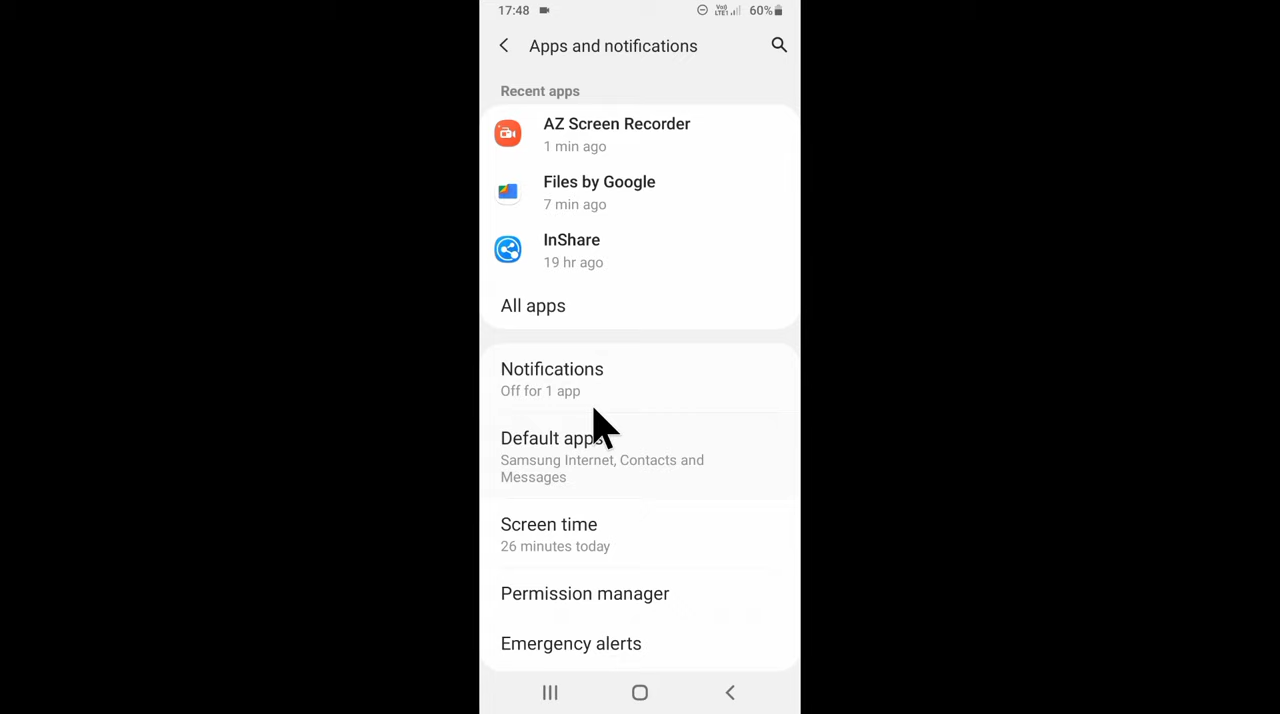 17:48
Vo) LTE1
60%
Apps and notifications
Recent apps
AZ Screen Recorder
1 min ago
Files by Google
7 min ago
InShare
19 hr ago
All apps
Notifications
Off for 1 app
Default apps
Samsung Internet, Contacts and
Messages
Screen time
26 minutes today
Permission manager
Emergency alerts